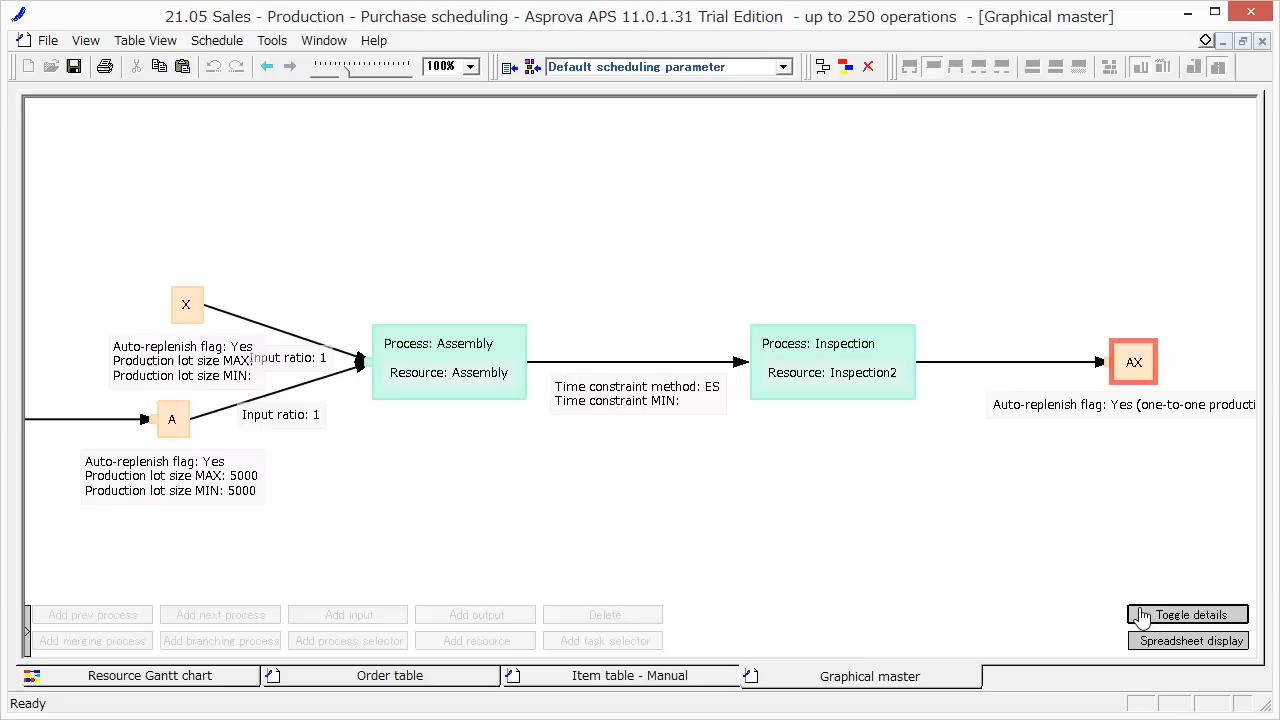 21.05 Sales - Production - Purchase scheduling - Asprova APS 11.0.1.31 Trial Edition - up to 250 operations - [Graphical master]
File View Table View Schedule Tools Window Help
100% Default scheduling parameter
X
Auto-replenish flag: Yes
Production lot size MAX:
Production lot size MIN:
Input ratio: 1
A
Input ratio: 1
Auto-replenish flag: Yes
Production lot size MAX: 5000
Production lot size MIN: 5000
Process: Assembly
Resource: Assembly
Time constraint method: ES
Time constraint MIN:
Process: Inspection
Resource: Inspection2
AX
Auto-replenish flag: Yes (one-to-one producti
Add prev process Add next process Add input Add output Delete
Toggle details
Add merging process Add branching process Add process selector Add resource Add task selector
Spreadsheet display
Resource Gantt chart Order table Item table - Manual Graphical master
Ready